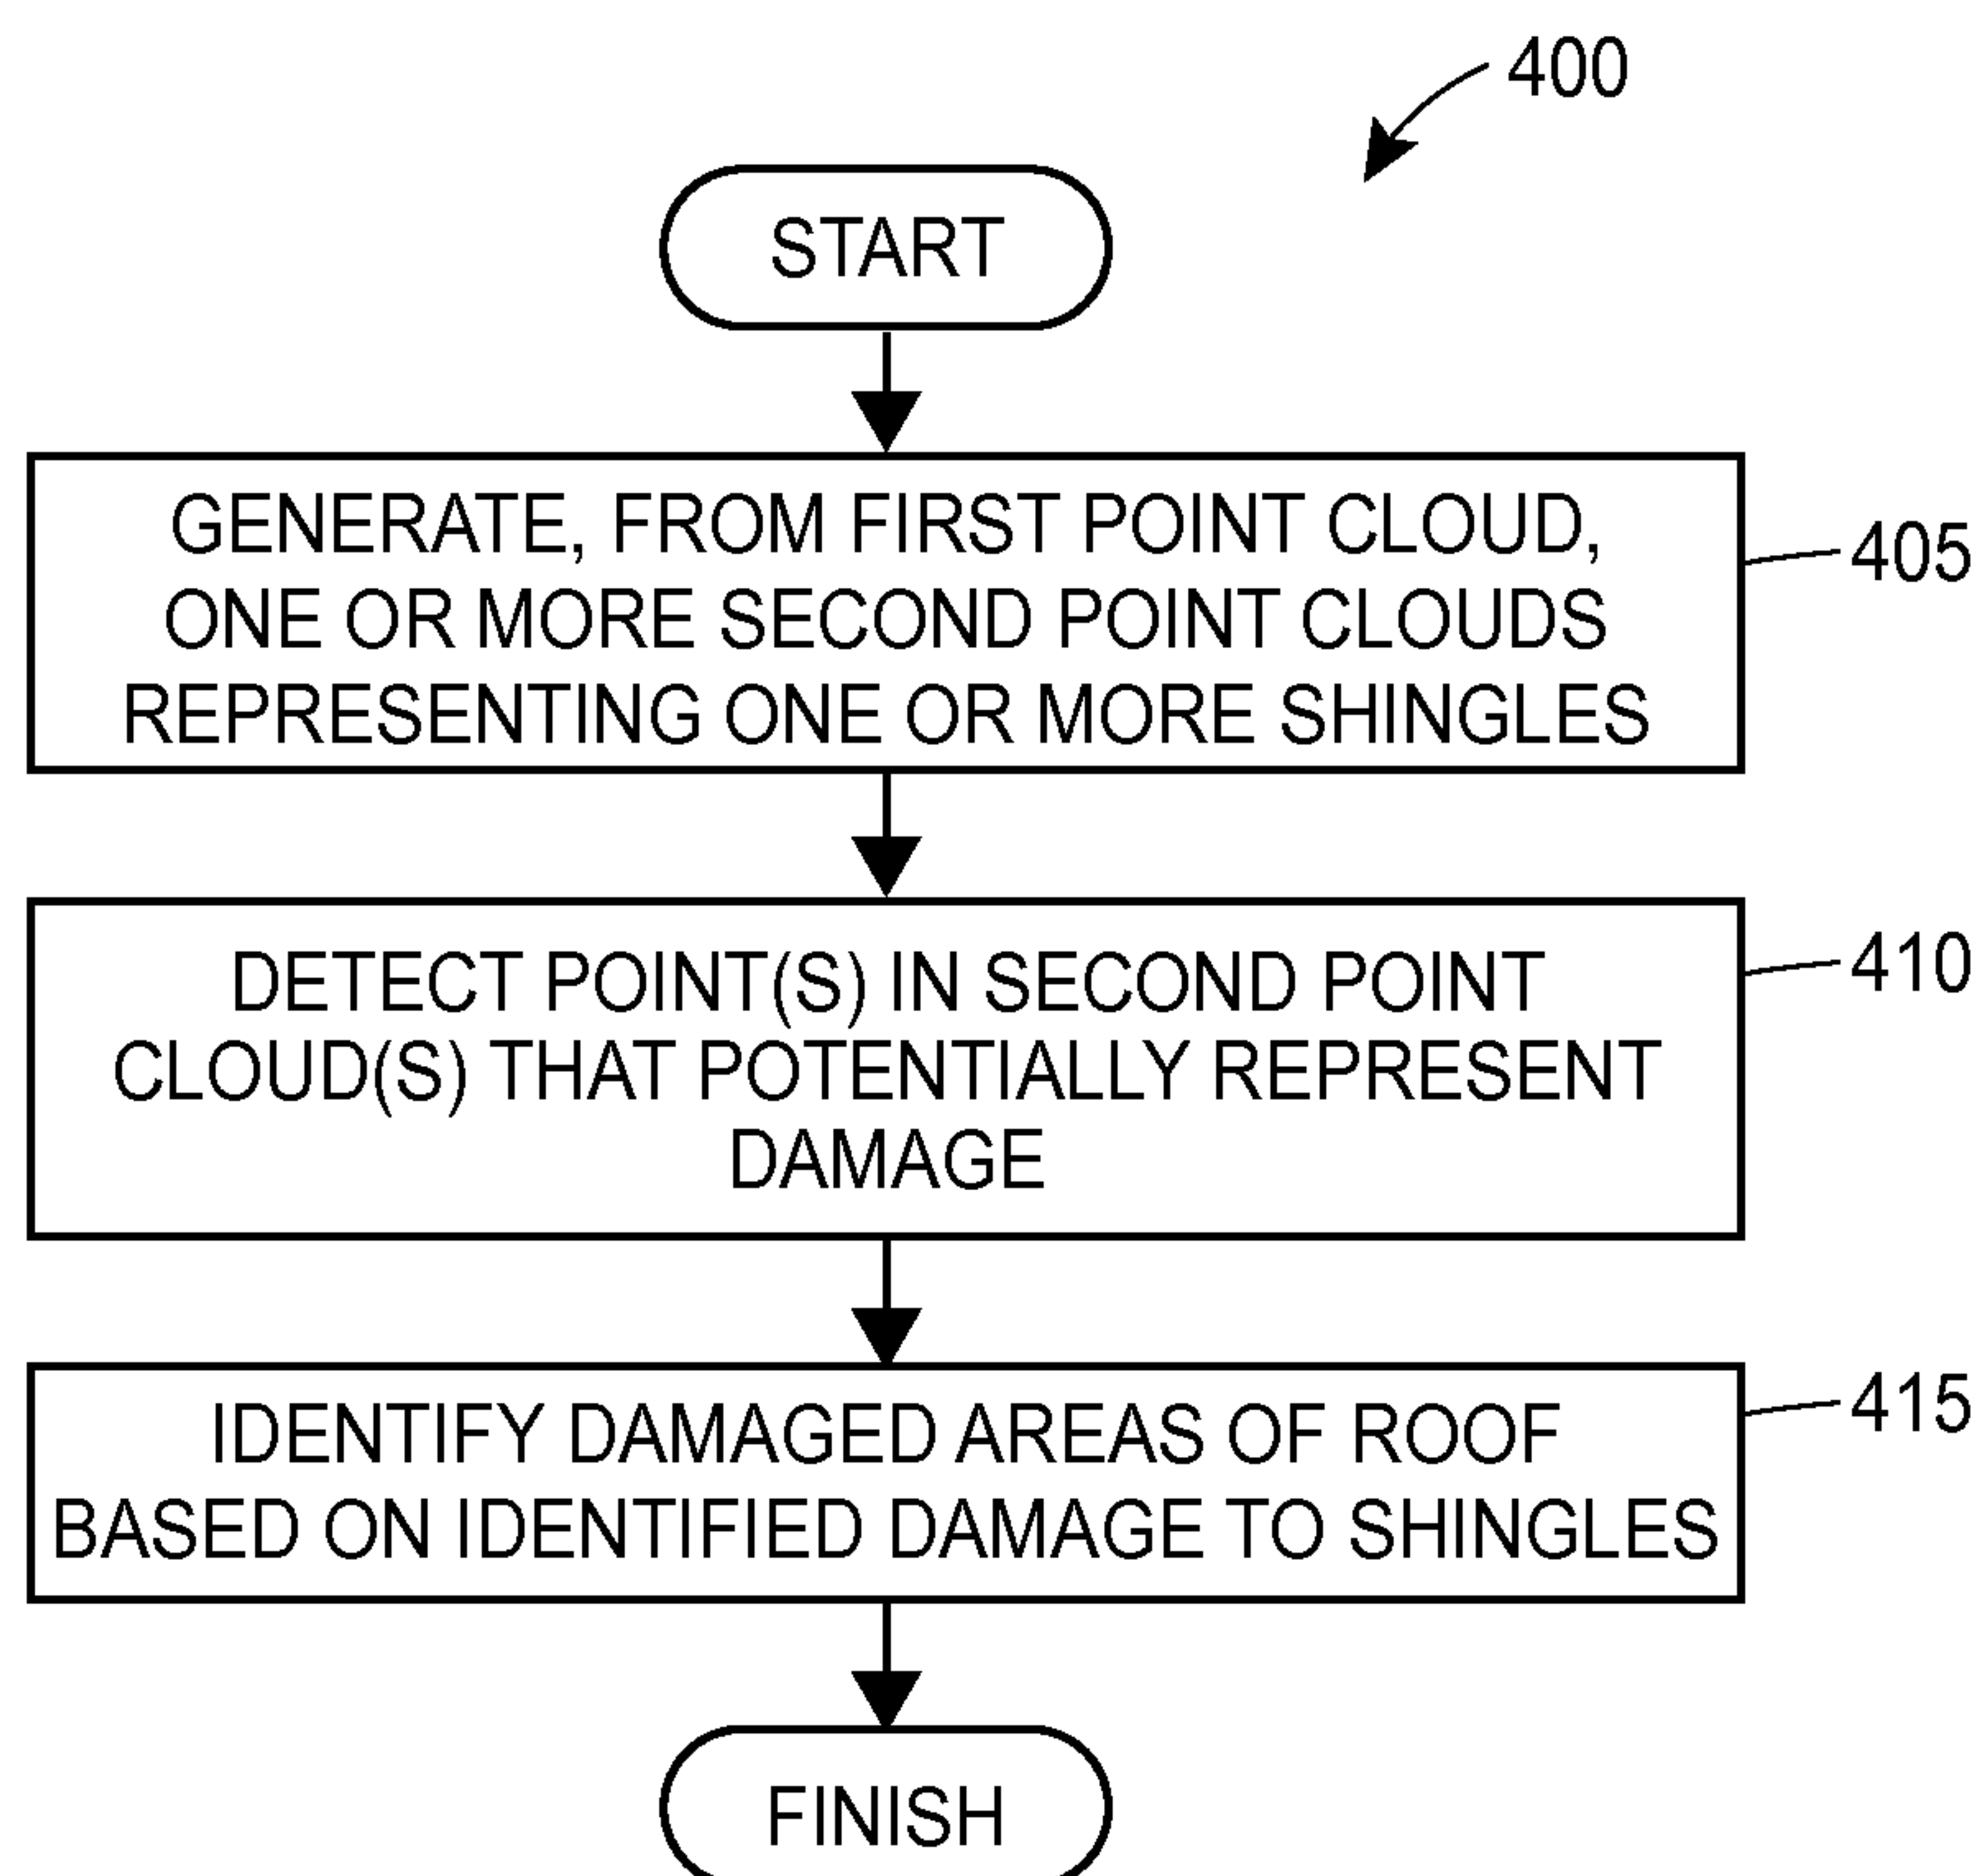 400
START
GENERATE, FROM FIRST POINT CLOUD,
ONE OR MORE SECOND POINT CLOUDS
REPRESENTING ONE OR MORE SHINGLES
405
DETECT POINT(S) IN SECOND POINT
CLOUD(S) THAT POTENTIALLY REPRESENT
DAMAGE
410
IDENTIFY DAMAGED AREAS OF ROOF
BASED ON IDENTIFIED DAMAGE TO SHINGLES
415
FINISH